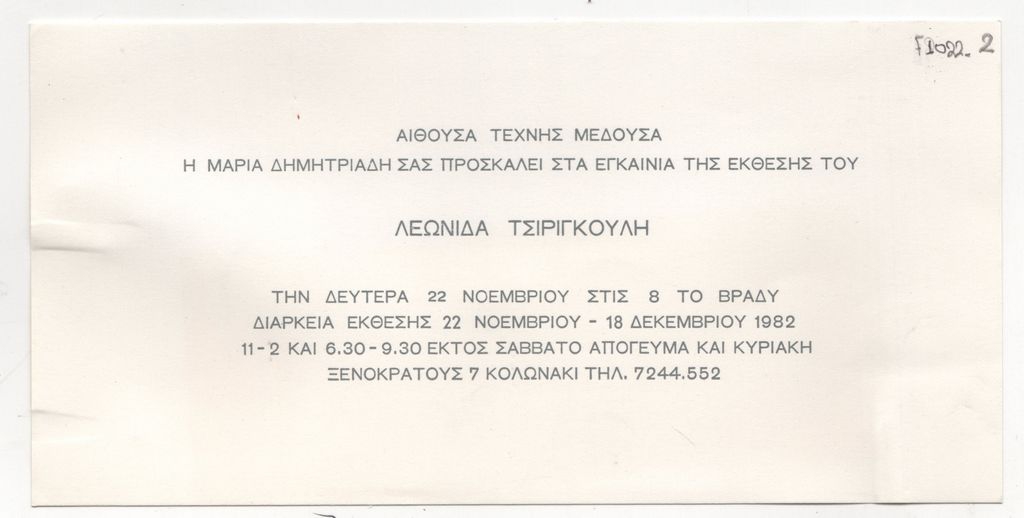 ΑΙΘΟΥΣΑ ΤΕΧΝΗΣ ΜΕΔΟΥΣΑ
Η ΜΑΡΙΑ ΔΗΜΗΤΡΙΑΔΗ ΣΑΣ ΠΡΟΣΚΑΛΕΙ ΣΤΑ ΕΓΚΑΙΝΙΑ ΤΗΣ ΕΚΘΕΣΗΣ ΤΟΥ
ΛΕΩΝΙΔΑ ΤΣΙΡΙΓΚΟΥΛΗ
ΤΗΝ ΔΕΥΤΕΡΑ 22 ΝΟΕΜΒΡΙΟΥ ΣΤΙΣ 8 ΤΟ ΒΡΑΔΥ
ΔΙΑΡΚΕΙΑ ΕΚΘΕΣΗΣ 22 ΝΟΕΜΒΡΙΟΥ - 18 ΔΕΚΕΜΒΡΙΟΥ 1982
11-2 ΚΑΙ 6.30-9.30 ΕΚΤΟΣ ΣΑΒΒΑΤΟ ΑΠΟΓΕΥΜΑ ΚΑΙ ΚΥΡΙΑΚΗ
ΞΕΝΟΚΡΑΤΟΥΣ 7 ΚΟΛΩΝΑΚΙ ΤΗΛ. 7244.552